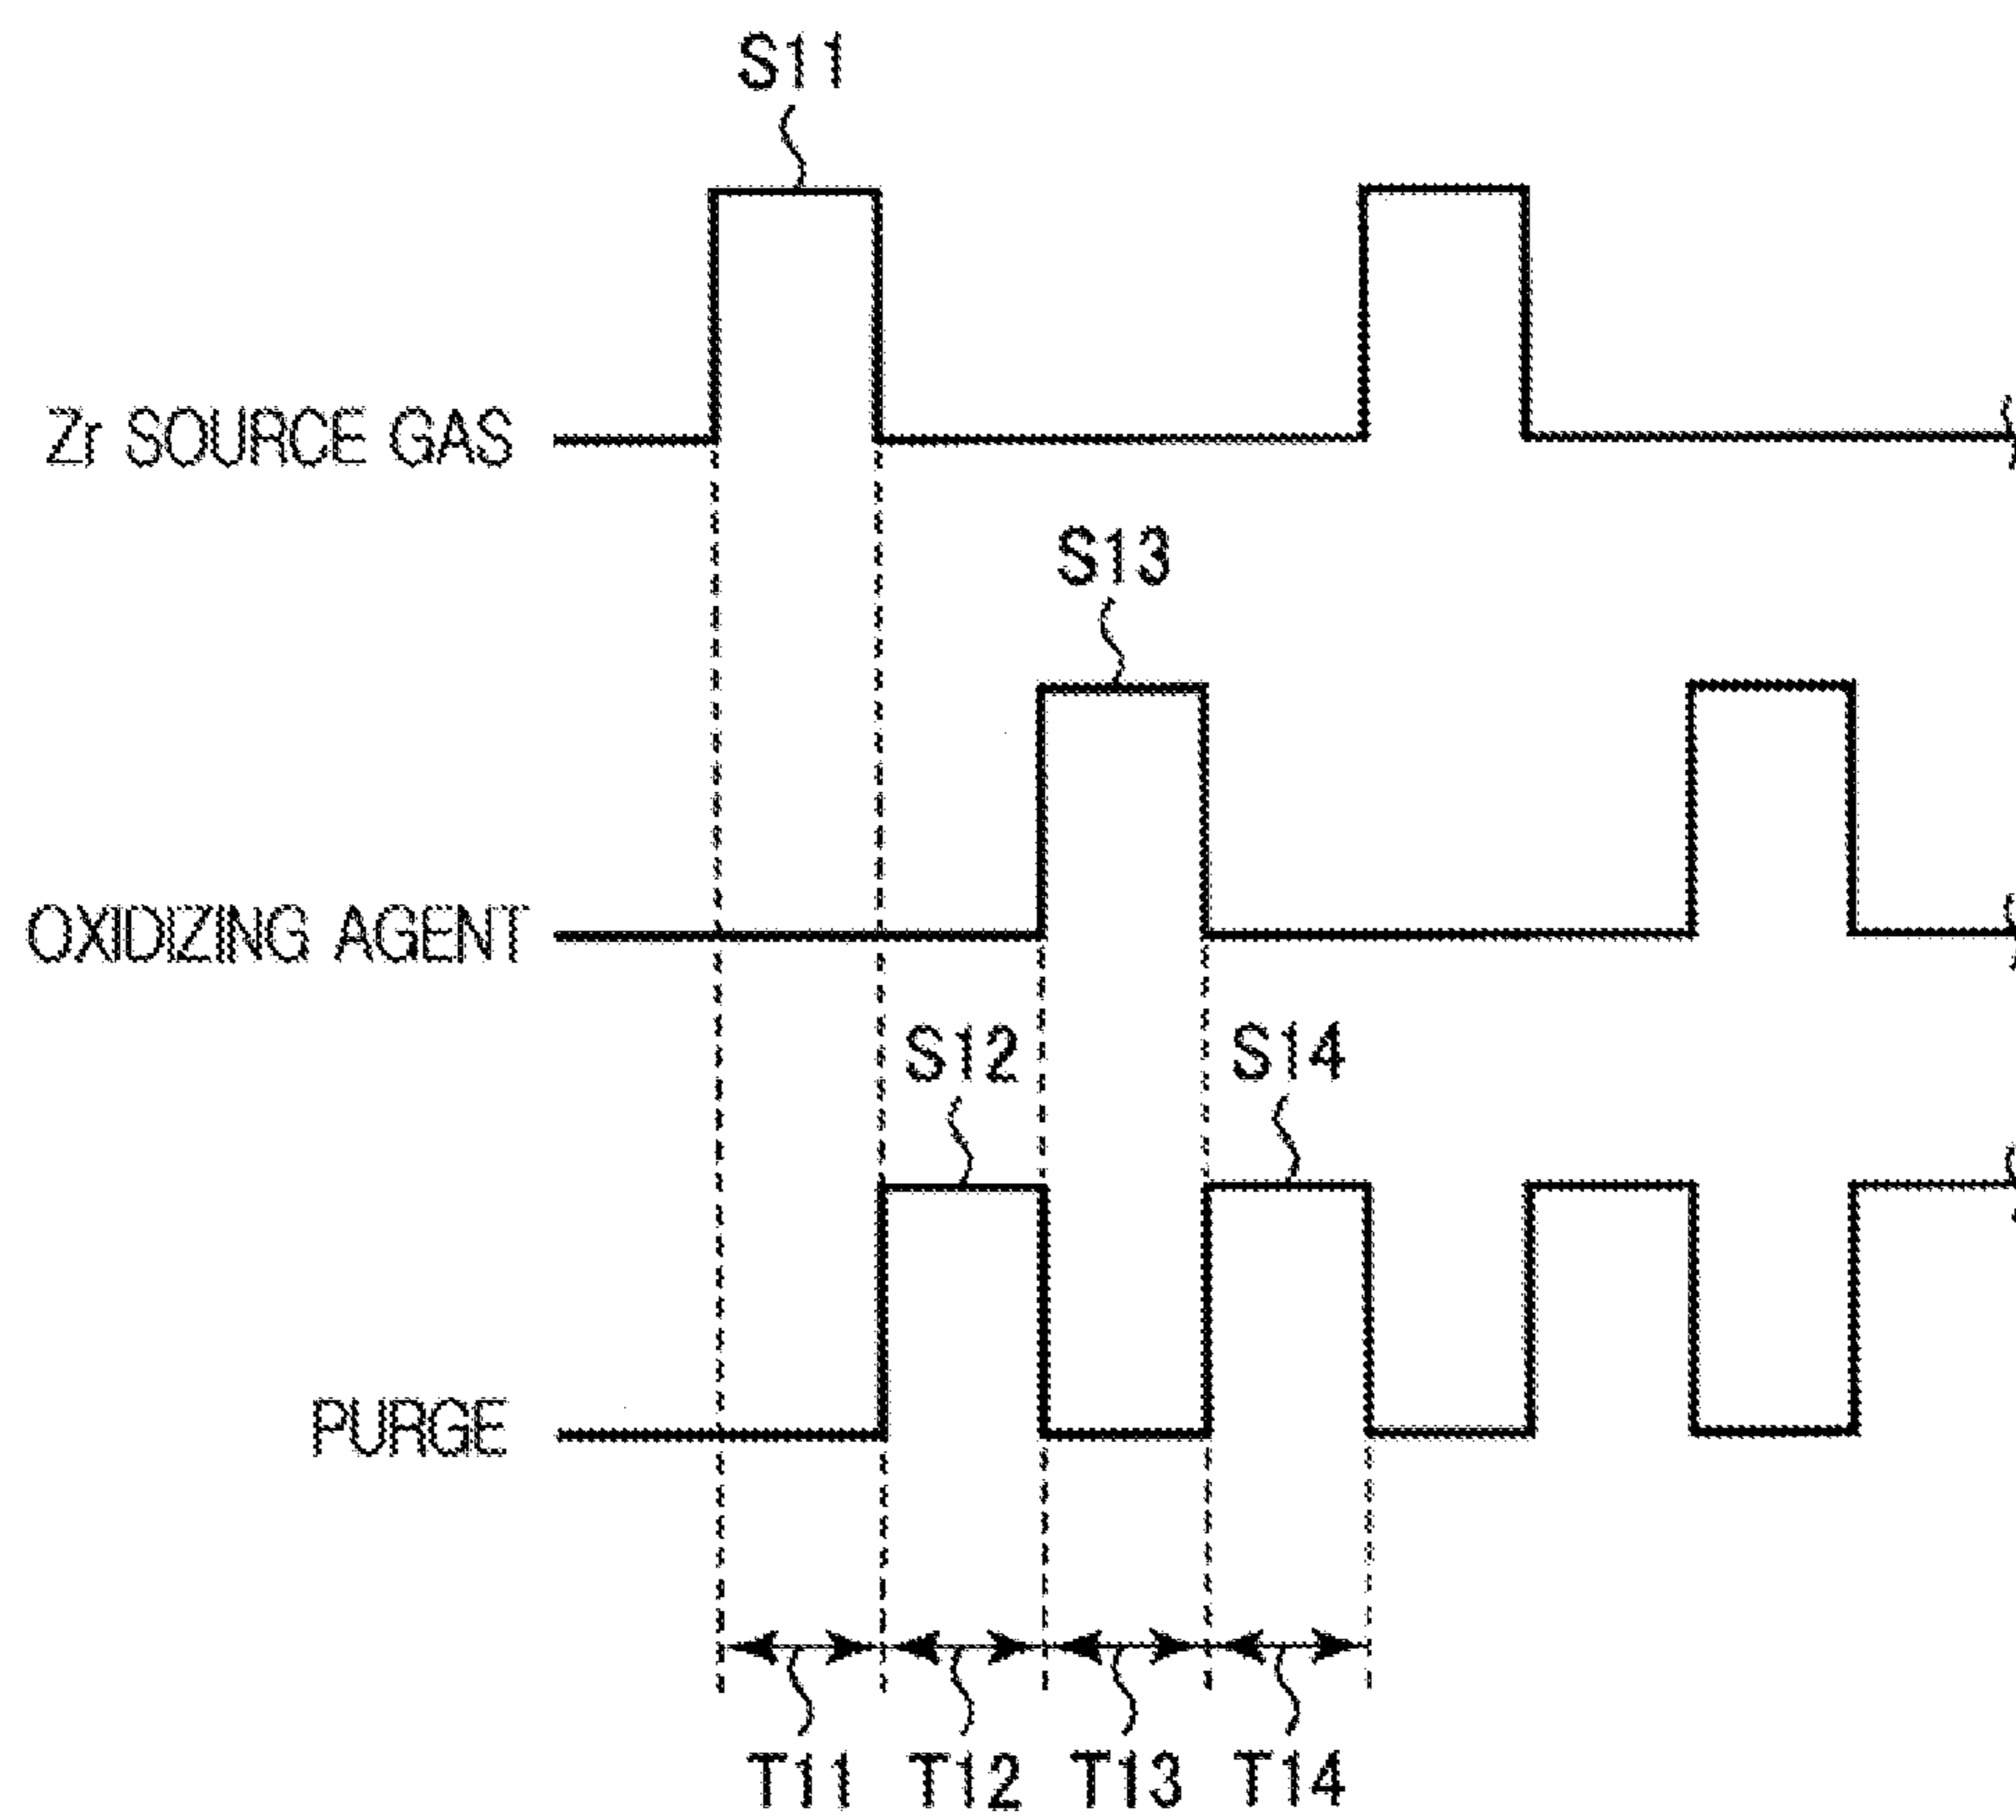 S11
Zr SOURCE GAS
S13
OXIDIZING AGENT
S12 S14
PURGE
T11 T12 T13 T14